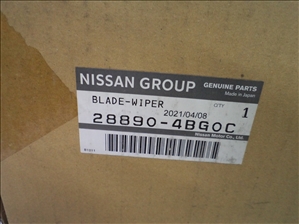 NISSAN GROUP GENUINE PARTS
Made in Japan
BLADE-WIPER QTY 1
2021/04/08
28890-4BG0C
Nissan Motor Co., Ltd.